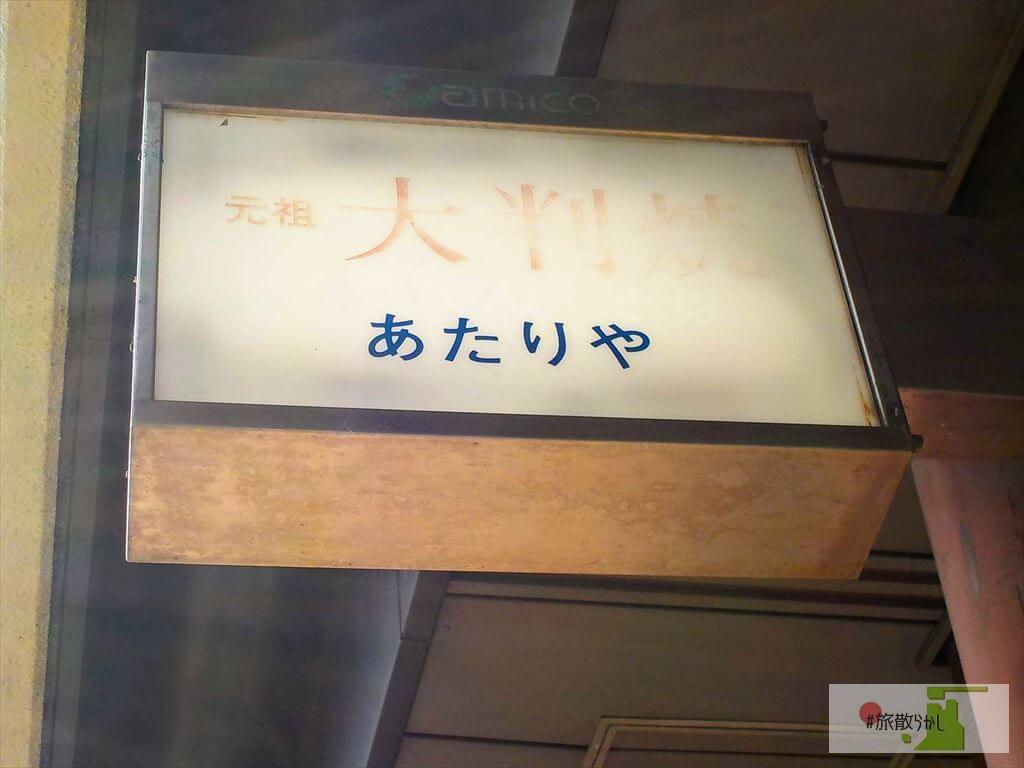 amico
元祖 大判焼
あたりや
#旅散らかし